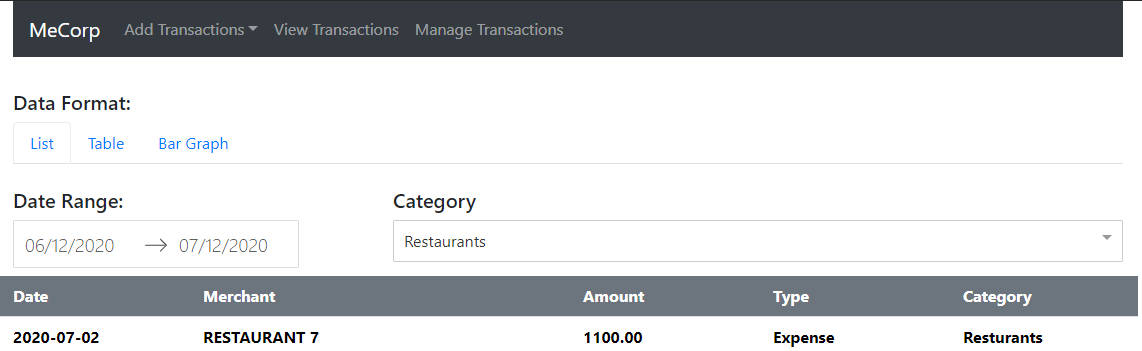 MeCorp Add Transactions View Transactions Manage Transactions
Data Format:
List Table Bar Graph
Date Range: Category
06/12/2020 → 07/12/2020 Restaurants
Date Merchant Amount Type Category
2020-07-02 RESTAURANT 7 1100.00 Expense Resturants